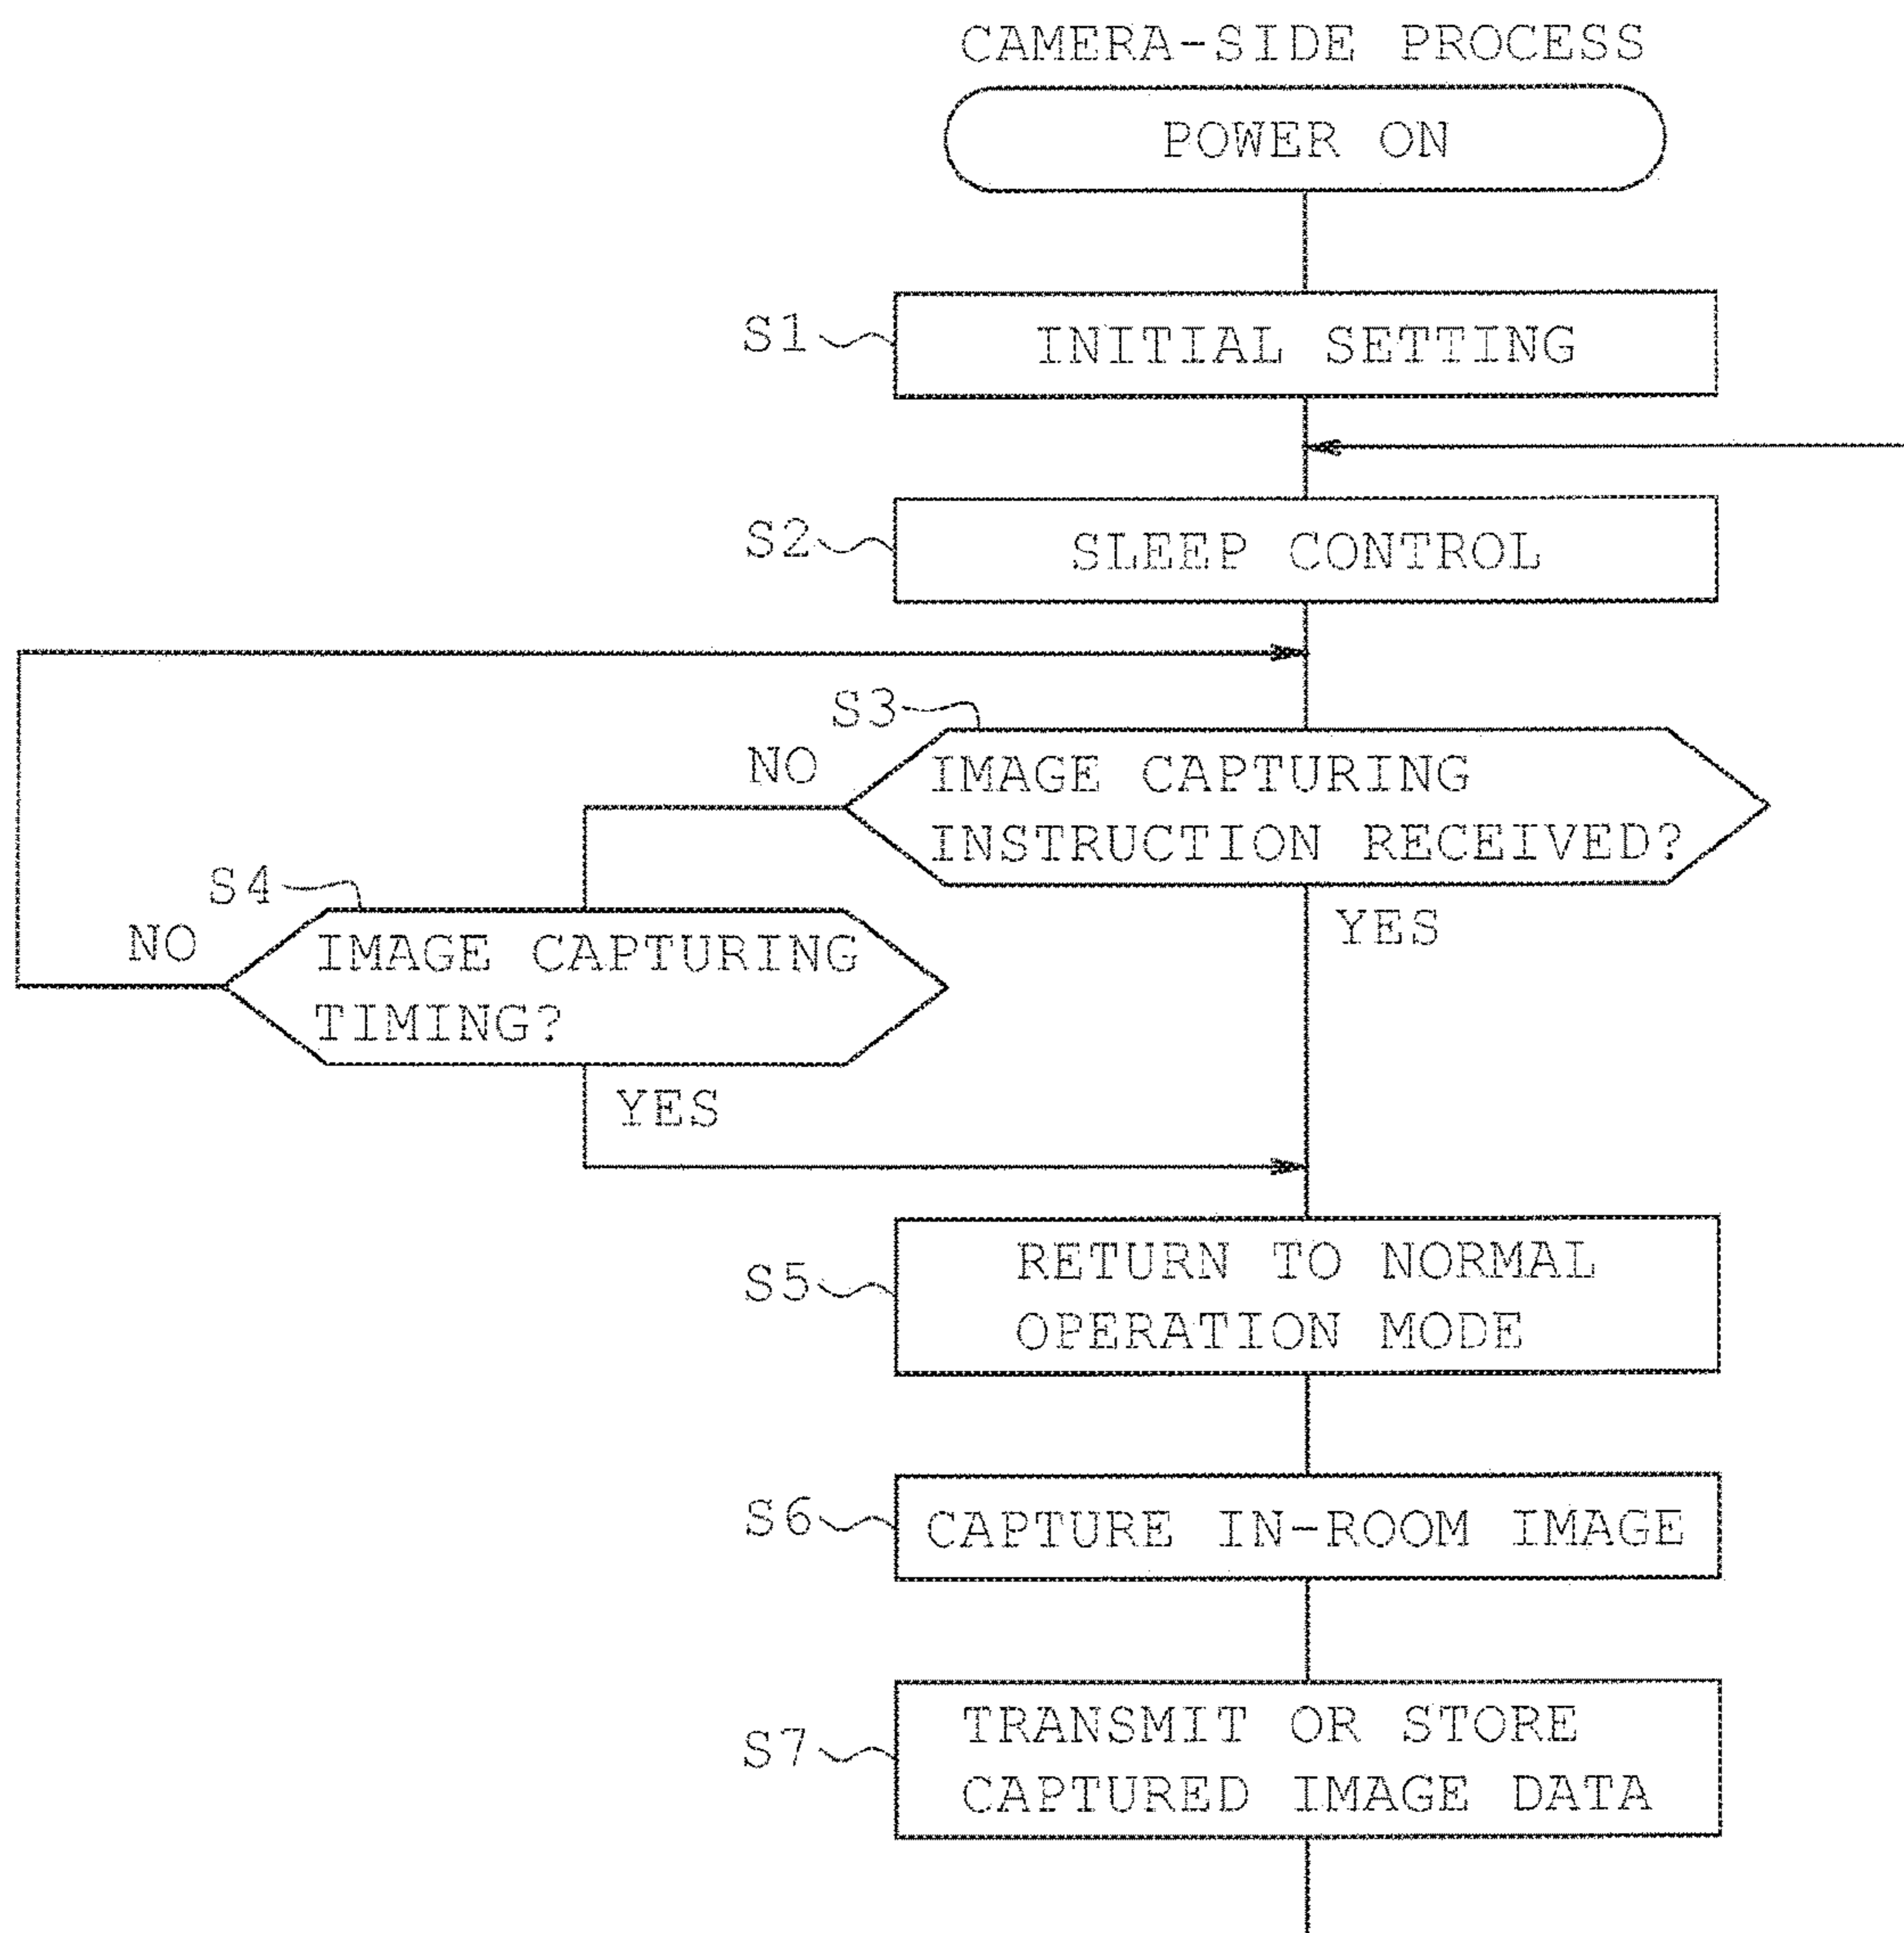 CAMERA-SIDE PROCESS
POWER ON
S1
INITIAL SETTING
S2
SLEEP CONTROL
S3
NO
IMAGE CAPTURING
INSTRUCTION RECEIVED?
S4
YES
NO
IMAGE CAPTURING
TIMING?
YES
S5
RETURN TO NORMAL
OPERATION MODE
S6
CAPTURE IN-ROOM IMAGE
S7
TRANSMIT OR STORE
CAPTURED IMAGE DATA